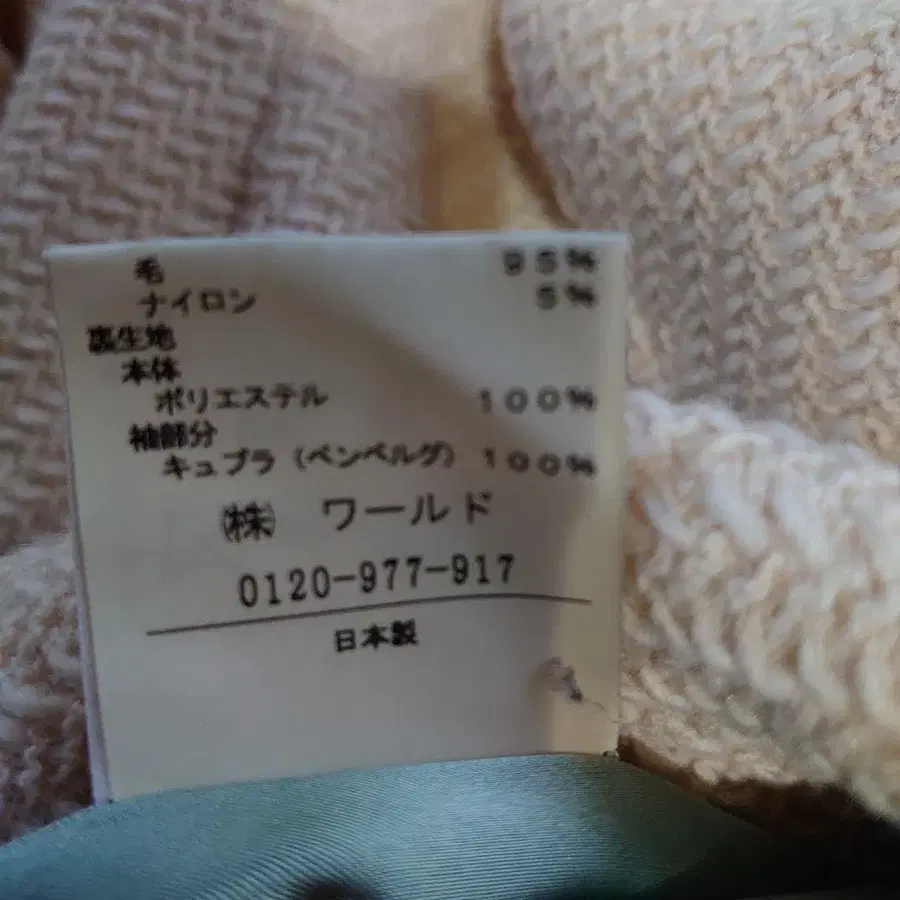 毛 95%
ナイロン 5%
裏生地
本体
ポリエステル 100%
袖部分
キュプラ (ベンベルグ) 100%
㈱ ワールド
0120-977-917
日本製